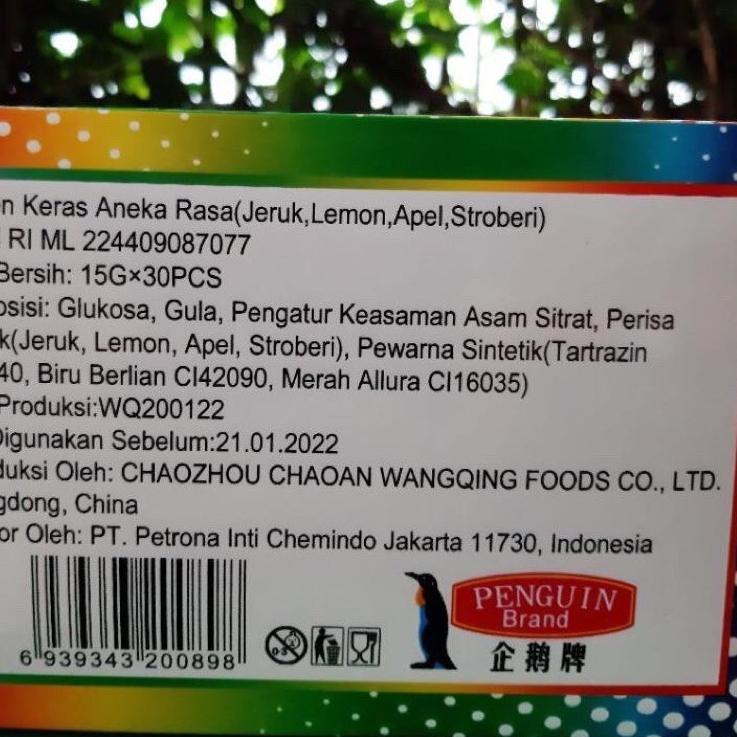 n Keras Aneka Rasa(Jeruk,Lemon,Apel,Stroberi)
RI ML 224409087077
Bersih: 15G×30PCS
osisi: Glukosa, Gula, Pengatur Keasaman Asam Sitrat, Perisa
k(Jeruk, Lemon, Apel, Stroberi), Pewarna Sintetik(Tartrazin
40, Biru Berlian CI42090, Merah Allura CI16035)
Produksi:WQ200122
Digunakan Sebelum:21.01.2022
duksi Oleh: CHAOZHOU CHAOAN WANGQING FOODS CO., LTD.
gdong, China
or Oleh: PT. Petrona Inti Chemindo Jakarta 11730, Indonesia
6 939343 200898
0-3
PENGUIN
Brand
企鹅牌